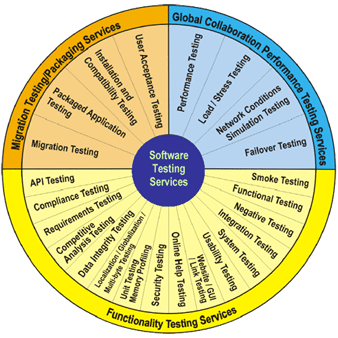 Migration Testing/Packaging Services
Global Collaboration Performance Testing Services
Functionality Testing Services
Software
Testing
Services
Migration Testing
Packaged Application
Testing
Installation and
Compatibility Testing
User Acceptance Testing
Performance Testing
Load / Stress Testing
Network Conditions
Simulation Testing
Failover Testing
Smoke Testing
Functional Testing
Negative Testing
Integration Testing
System Testing
Usability Testing
Website / GUI
/ Link Testing
Online Help Testing
Security Testing
Unit Testing /
Memory Profiling
Localization / Globalization /
Multi-byte Testing
Data Integrity Testing
Competitive
Analysis Testing
Requirements Testing
Compliance Testing
API Testing